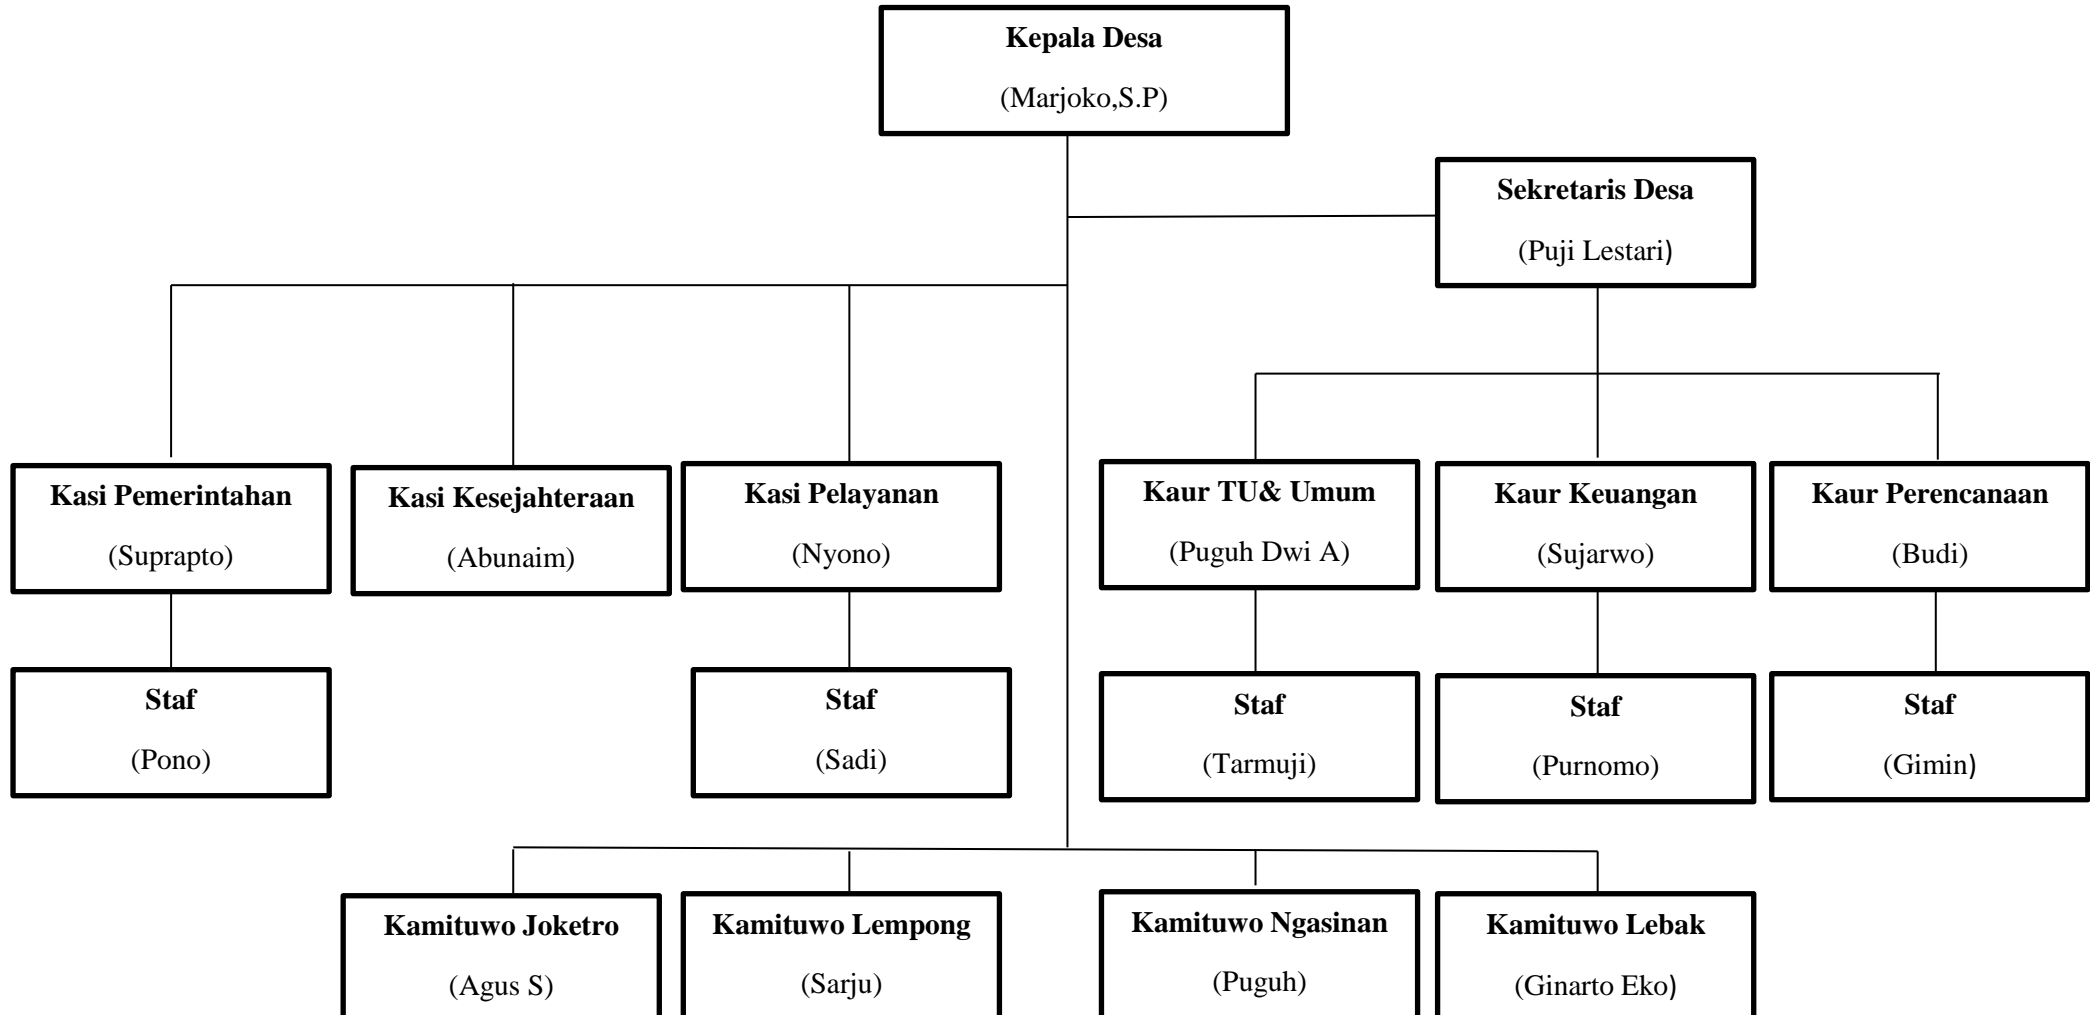 Kepala Desa
(Marjoko,S.P)
Sekretaris Desa
(Puji Lestari)
Kasi Pemerintahan
(Suprapto)
Kasi Kesejahteraan
(Abunaim)
Kasi Pelayanan
(Nyono)
Kaur TU& Umum
(Puguh Dwi A)
Kaur Keuangan
(Sujarwo)
Kaur Perencanaan
(Budi)
Staf
(Pono)
Staf
(Sadi)
Staf
(Tarmuji)
Staf
(Purnomo)
Staf
(Gimin)
Kamituwo Joketro
(Agus S)
Kamituwo Lempong
(Sarju)
Kamituwo Ngasinan
(Puguh)
Kamituwo Lebak
(Ginarto Eko)